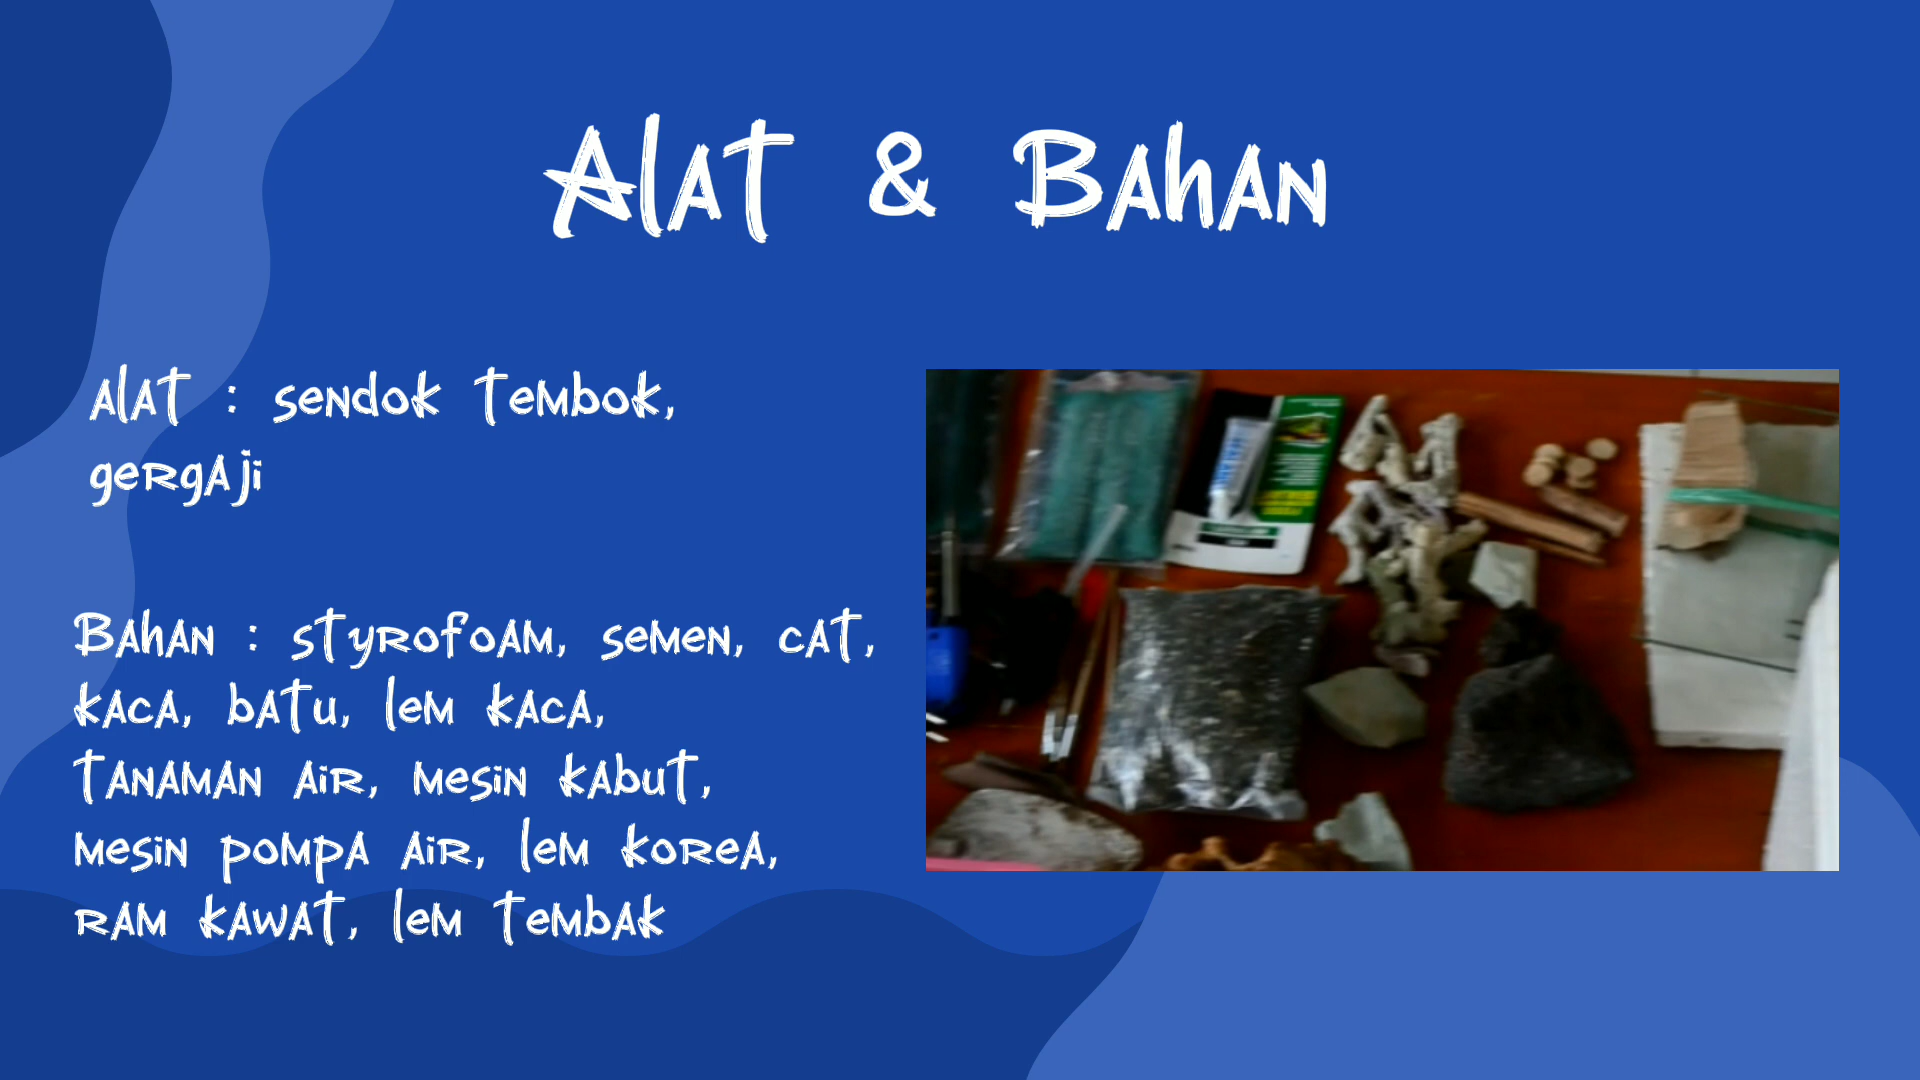 Alat & Bahan
Alat : sendok tembok,
gergaji
Bahan : styrofoam, semen, cat,
kaca, batu, lem kaca,
tanaman air, mesin kabut,
mesin pompa air, lem korea,
ram kawat, lem tembak